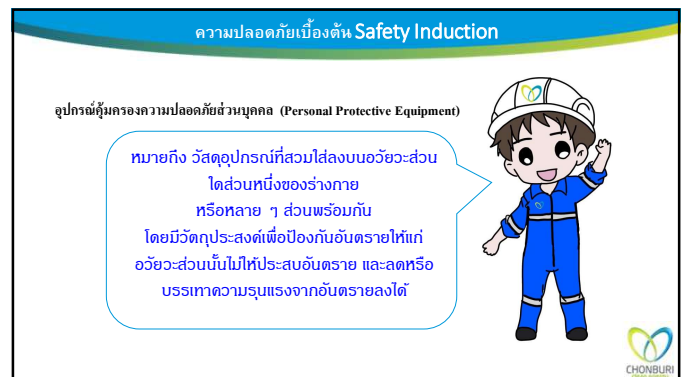 ความปลอดภัยเบื้องต้น Safety Induction
อุปกรณ์คุ้มครองความปลอดภัยส่วนบุคคล (Personal Protective Equipment)
หมายถึง วัสดุอุปกรณ์ที่สวมใส่ลงบนอวัยวะส่วน
ใดส่วนหนึ่งของร่างกาย
หรือหลาย ๆ ส่วนพร้อมกัน
โดยมีวัตถุประสงค์เพื่อป้องกันอันตรายให้แก่
อวัยวะส่วนนั้นไม่ให้ประสบอันตราย และลดหรือ
บรรเทาความรุนแรงจากอันตรายลงได้
CHONBURI